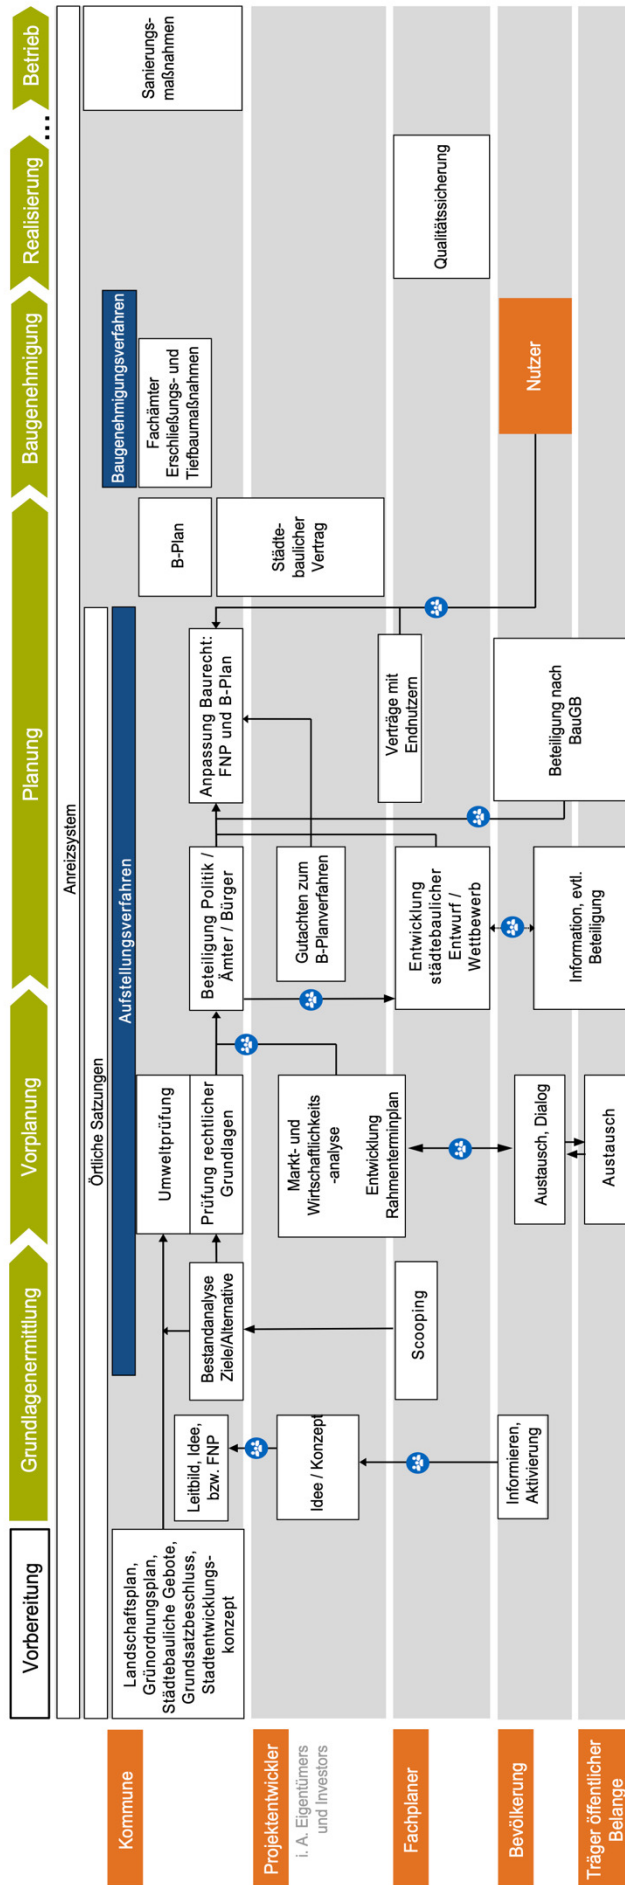 Vorbereitung
Grundlagenermittlung
Vorplanung
Planung
Baugenehmigung
Realisierung
...
Betrieb
Anreizsystem
Örtliche Satzungen
Kommune
Aufstellungsverfahren
Baugenehmigungsverfahren
Landschaftsplan,
Grünordnungsplan,
Städtebauliche Gebote,
Grundsatzbeschluss,
Stadtentwicklungs-
konzept
Leitbild, Idee,
bzw. FNP
Bestandanalyse
Ziele/Alternative
Umweltprüfung
Prüfung rechtlicher
Grundlagen
Beteiligung Politik /
Ämter / Bürger
Anpassung Baurecht:
FNP und B-Plan
B-Plan
Fachämter
Erschließungs- und
Tiefbaumaßnahmen
Sanierungs-
maßnahmen
Projektentwickler
i. A. Eigentümers
und Investors
Idee / Konzept
Markt- und
Wirtschaftlichkeits
-analyse
Entwicklung
Rahmenterminplan
Gutachten zum
B-Planverfahren
Städte-
baulicher
Vertrag
Fachplaner
Scooping
Entwicklung
städtebaulicher
Entwurf /
Wettbewerb
Verträge mit
Endnutzern
Qualitätssicherung
Bevölkerung
Informieren,
Aktivierung
Austausch, Dialog
Information, evtl.
Beteiligung
Beteiligung nach
BauGB
Nutzer
Träger öffentlicher
Belange
Austausch